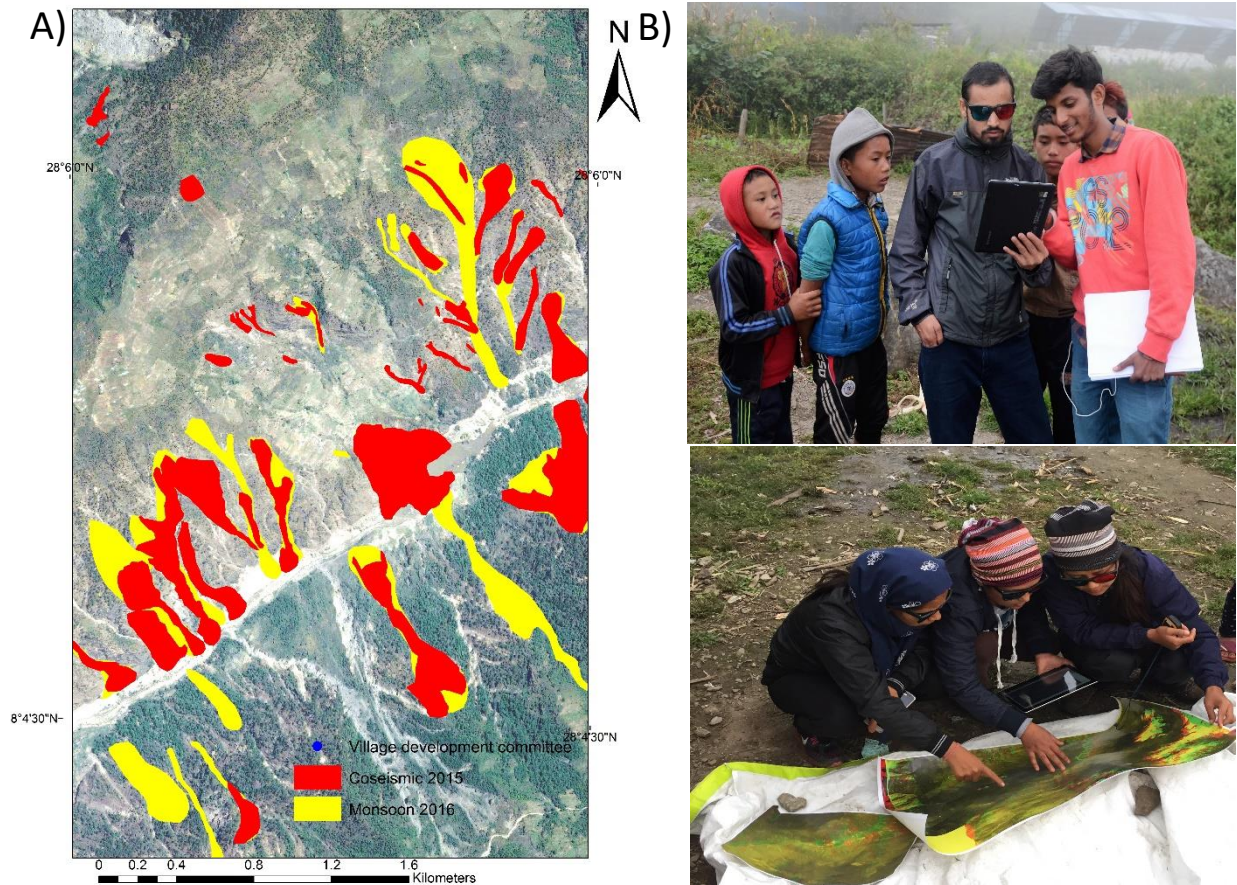 A)
N
B)
28°6'0"N
28°6'0"N
8°4'30"N
28°4'30"N
Village development committee
Coseismic 2015
Monsoon 2016
0 0.2 0.4 0.8 1.2 1.6
Kilometers